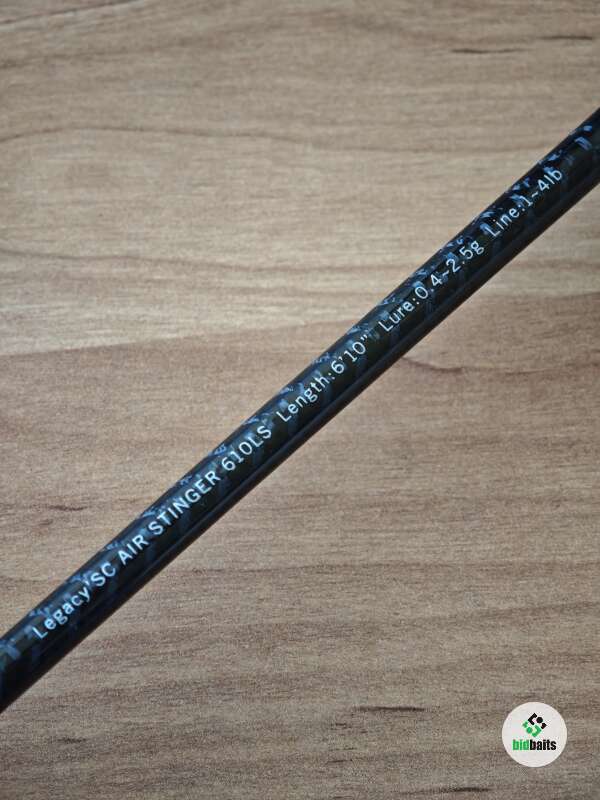 Legacy'SC AIR STINGER 610LS Length:6'10" Lure:0.4~2.5g Line:1~4lb
bidbaits